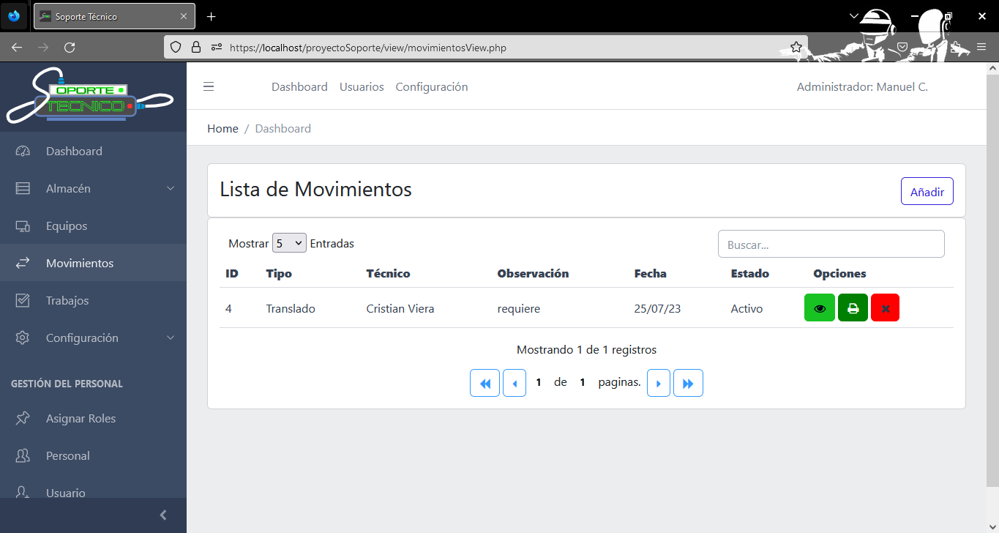 Soporte Técnico
https://localhost/proyectoSoporte/view/movimientosView.php
SOPORTE
TECNICO
Dashboard Usuarios Configuración
Administrador: Manuel C.
Home / Dashboard
Dashboard
Almacén
Equipos
Movimientos
Trabajos
Configuración
GESTIÓN DEL PERSONAL
Asignar Roles
Personal
Usuario
Lista de Movimientos
Añadir
Mostrar 5 Entradas
Buscar...
ID Tipo Técnico Observación Fecha Estado Opciones
4 Translado Cristian Viera requiere 25/07/23 Activo
Mostrando 1 de 1 registros
1 de 1 paginas.